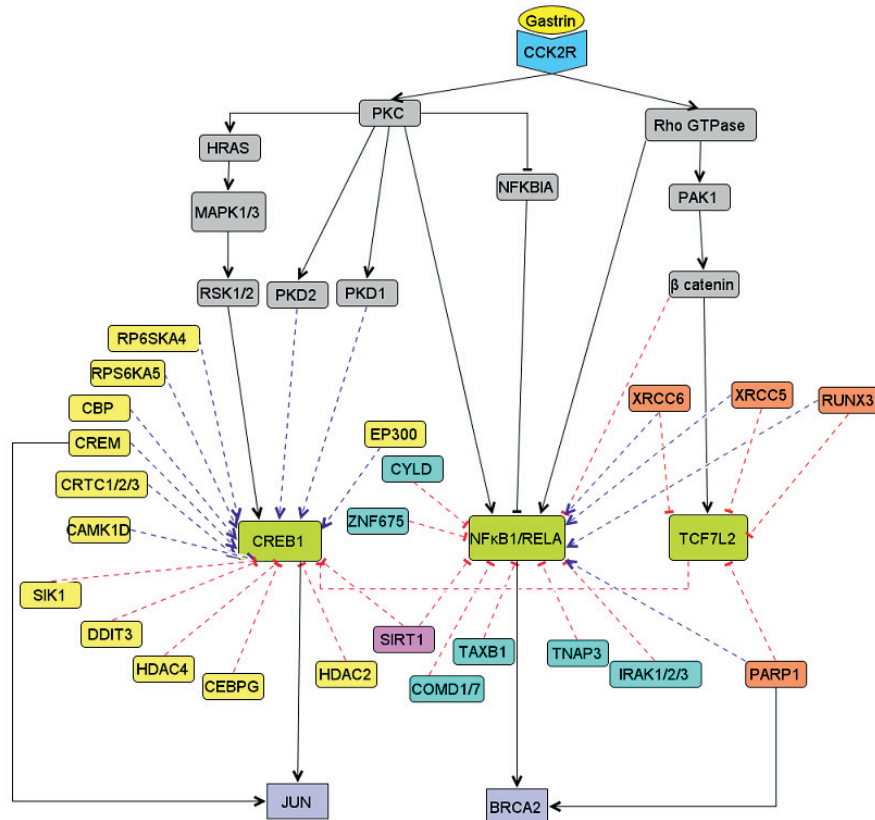 Gastrin
CCK2R
PKC
Rho GTPase
HRAS
NFKBIA
PAK1
MAPK1/3
RSK1/2
PKD2
PKD1
β catenin
RP6SKA4
RPS6KA5
CBP
XRCC6
XRCC5
RUNX3
CREM
EP300
CYLD
CRTC1/2/3
ZNF675
CAMK1D
CREB1
NFκB1/RELA
TCF7L2
SIK1
DDIT3
SIRT1
TAXB1
TNAP3
HDAC4
HDAC2
IRAK1/2/3
PARP1
CEBPG
COMD1/7
JUN
BRCA2